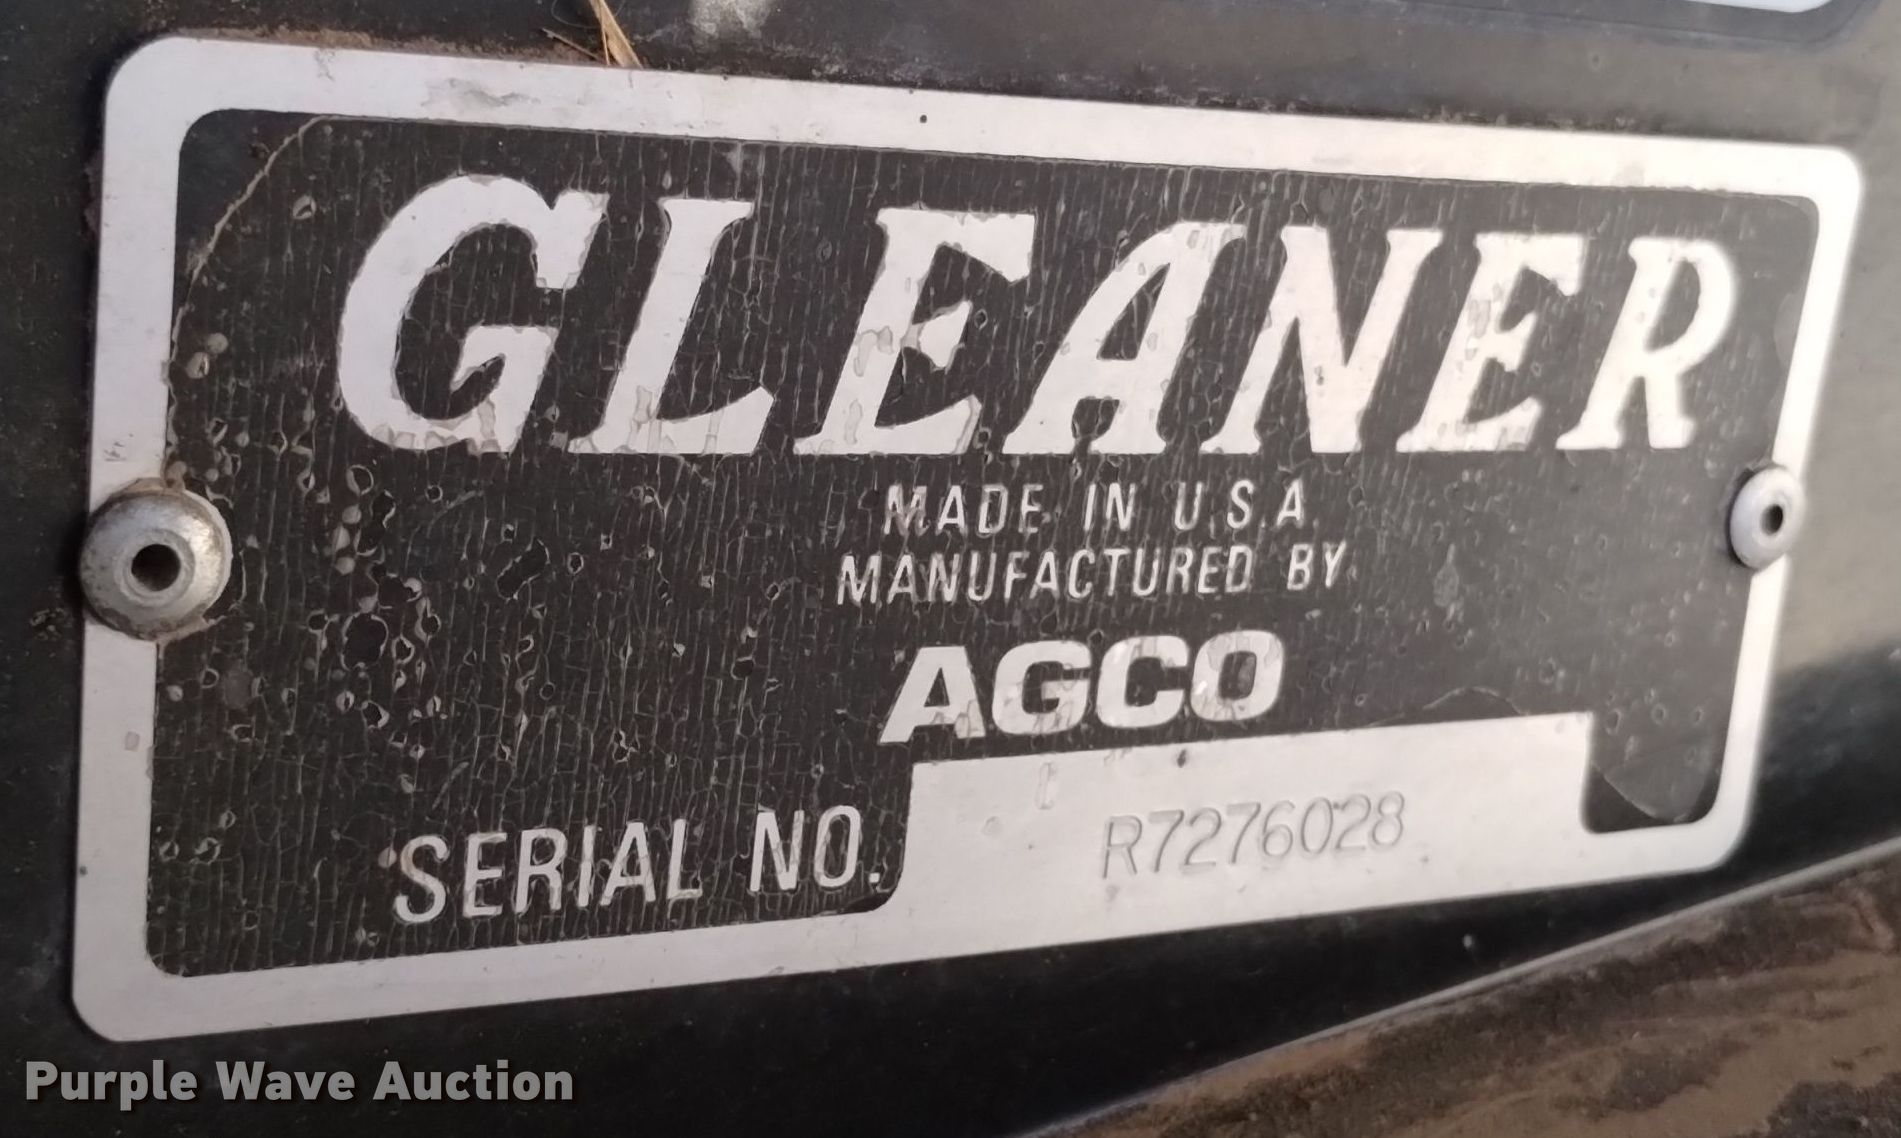 GLEANER
MADE IN U.S.A.
MANUFACTURED BY
AGCO
SERIAL NO. R7276028
Purple Wave Auction